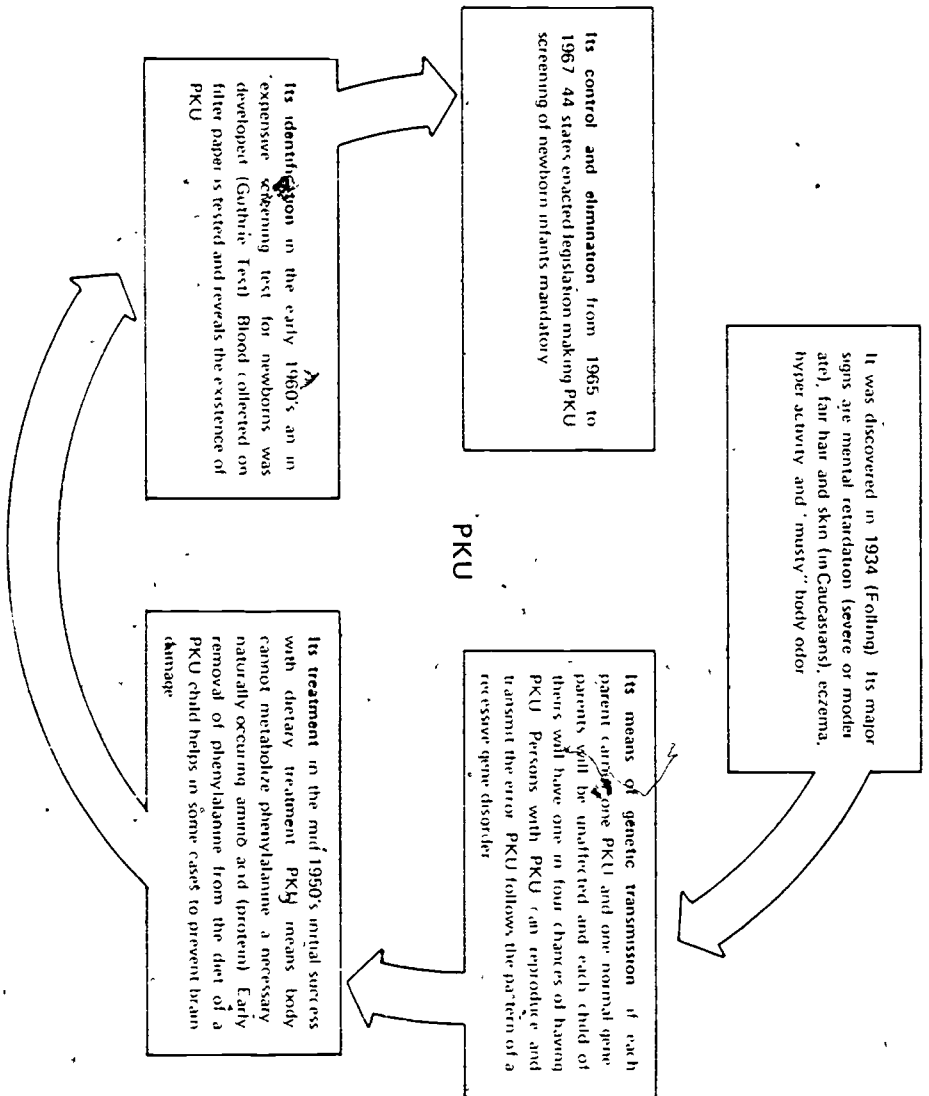 It was discovered in 1934 (Folling) Its major
signs are mental retardation (severe or moder
ate), fair hair and skin (in Caucasians), eczema,
hyper activity and 'musty" body odor
Its means of genetic transmission if each
parent carries one PKU and one normal gene
parents will be unaffected and each child of
theirs will have one in four chances of having
PKU Persons with PKU can reproduce and
transmit the error PKU follows the pattern of a
recessive gene disorder
Its treatment in the mid 1950's initial success
with dietary treatment PKU means body
cannot metabolize phenylalanine a necessary
naturally occuring amino acid (protein) Early
removal of phenylalanine from the diet of a
PKU child helps in some cases to prevent brain
damage
Its identification in the early 1960's an in
expensive screening test for newborns was
developed (Guthrie Test) Blood collected on
filter paper is tested and reveals the existence of
PKU
Its control and elimination from 1965 to
1967 44 states enacted legislation making PKU
screening of newborn infants mandatory
PKU